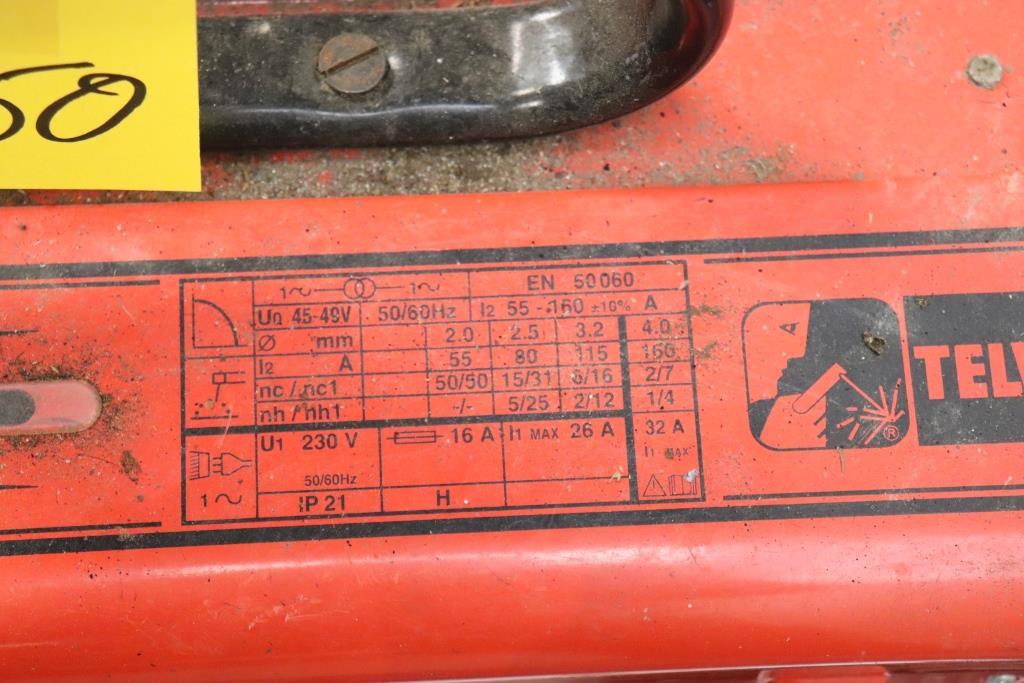 50
1~ 1~ EN 50060
U0 45-49V 50/60Hz I2 55 - 160 ±10% A
Ø mm 2.0 2.5 3.2 4.0
I2 A 55 80 115 160
nc/nc1 50/50 15/31 6/16 2/7
nh/nh1 -/- 5/25 2/12 1/4
U1 230 V 16 A I1 MAX 26 A 32 A
50/60Hz I1 MAX
1~ IP 21 H
A
®
TELW